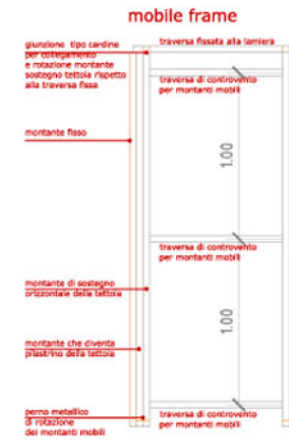 mobile frame
giunzione tipo cardine
per collegamento
e rotazione montante
sostegno tettoia rispetto
alla traversa fissa
traversa fissata alla lamiera
traversa di controvento
per montanti mobili
montante fisso
1.00
traversa di controvento
per montanti mobili
montante di sostegno
orizzontale della tettoia
1.00
montante che diventa
pilastrino della tettoia
perno metallico
di rotazione
dei montanti mobili
traversa di controvento
per montanti mobili